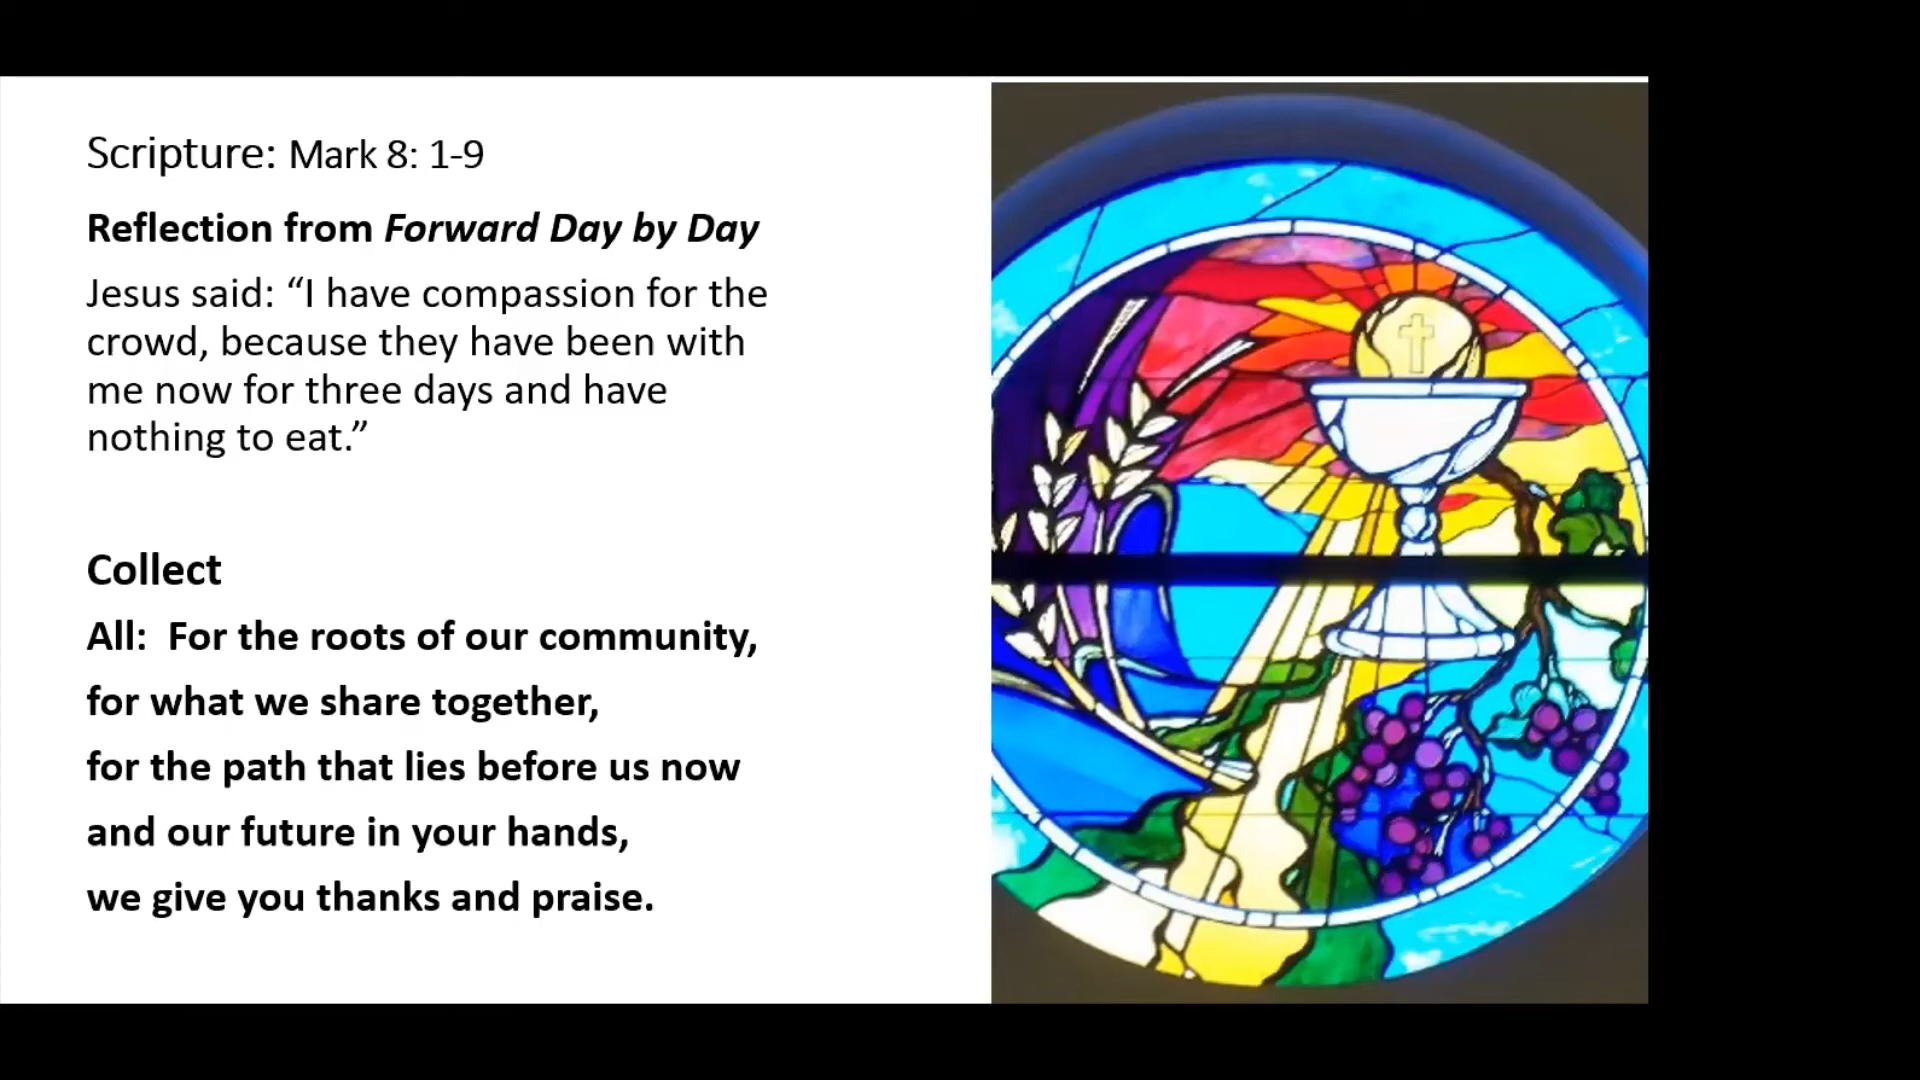 Scripture: Mark 8: 1-9
Reflection from Forward Day by Day
Jesus said: “I have compassion for the
crowd, because they have been with
me now for three days and have
nothing to eat.”
Collect
All:  For the roots of our community,
for what we share together,
for the path that lies before us now
and our future in your hands,
we give you thanks and praise.